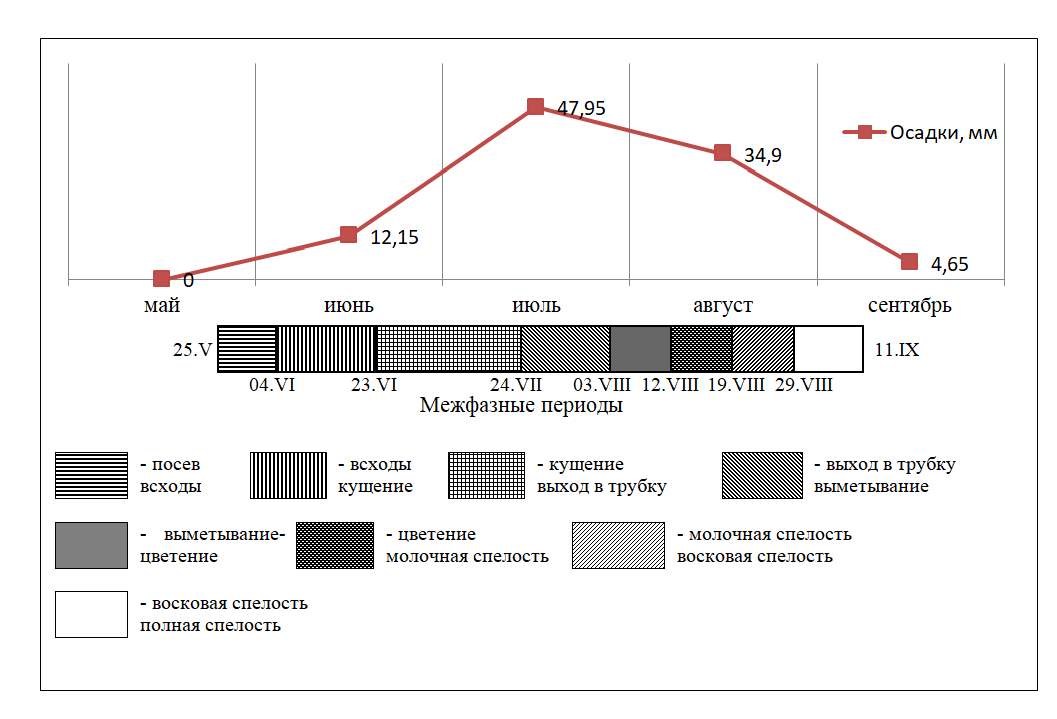 47,95
Осадки, мм
34,9
12,15
4,65
0
май июнь июль август сентябрь
25.V 11.IX
04.VI 23.VI 24.VII 03.VIII 12.VIII 19.VIII 29.VIII
Межфазные периоды
- посев
всходы
- всходы
кущение
- кущение
выход в трубку
- выход в трубку
выметывание
- выметывание-
цветение
- цветение
молочная спелость
- молочная спелость
восковая спелость
- восковая спелость
полная спелость